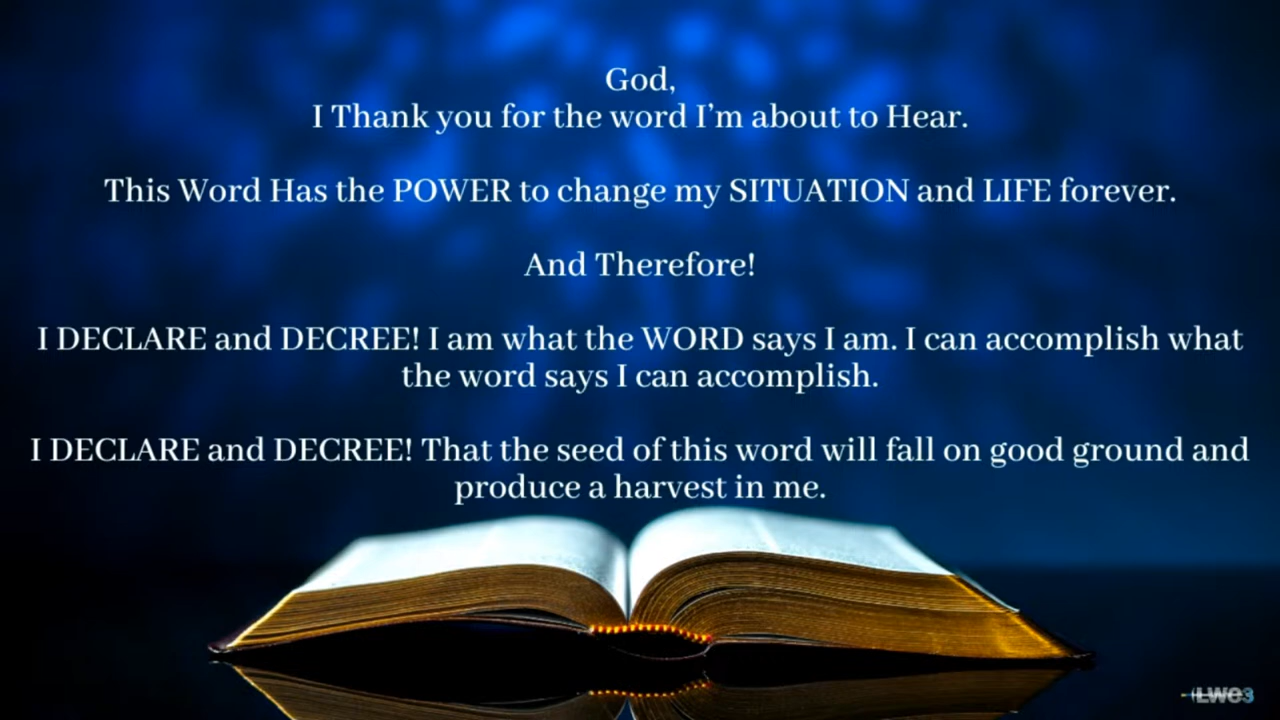 God,
I Thank you for the word I'm about to Hear.
This Word Has the POWER to change my SITUATION and LIFE forever.
And Therefore!
I DECLARE and DECREE! I am what the WORD says I am. I can accomplish what
the word says I can accomplish.
I DECLARE and DECREE! That the seed of this word will fall on good ground and
produce a harvest in me.
LWC3